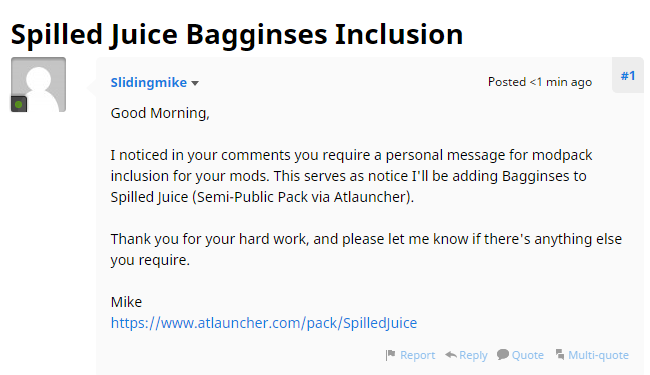 Spilled Juice Bagginses Inclusion
Slidingmike
Posted <1 min ago
#1
Good Morning,
I noticed in your comments you require a personal message for modpack
inclusion for your mods. This serves as notice I'll be adding Bagginses to
Spilled Juice (Semi-Public Pack via Atlauncher).
Thank you for your hard work, and please let me know if there's anything else
you require.
Mike
https://www.atlauncher.com/pack/SpilledJuice
Report Reply Quote Multi-quote